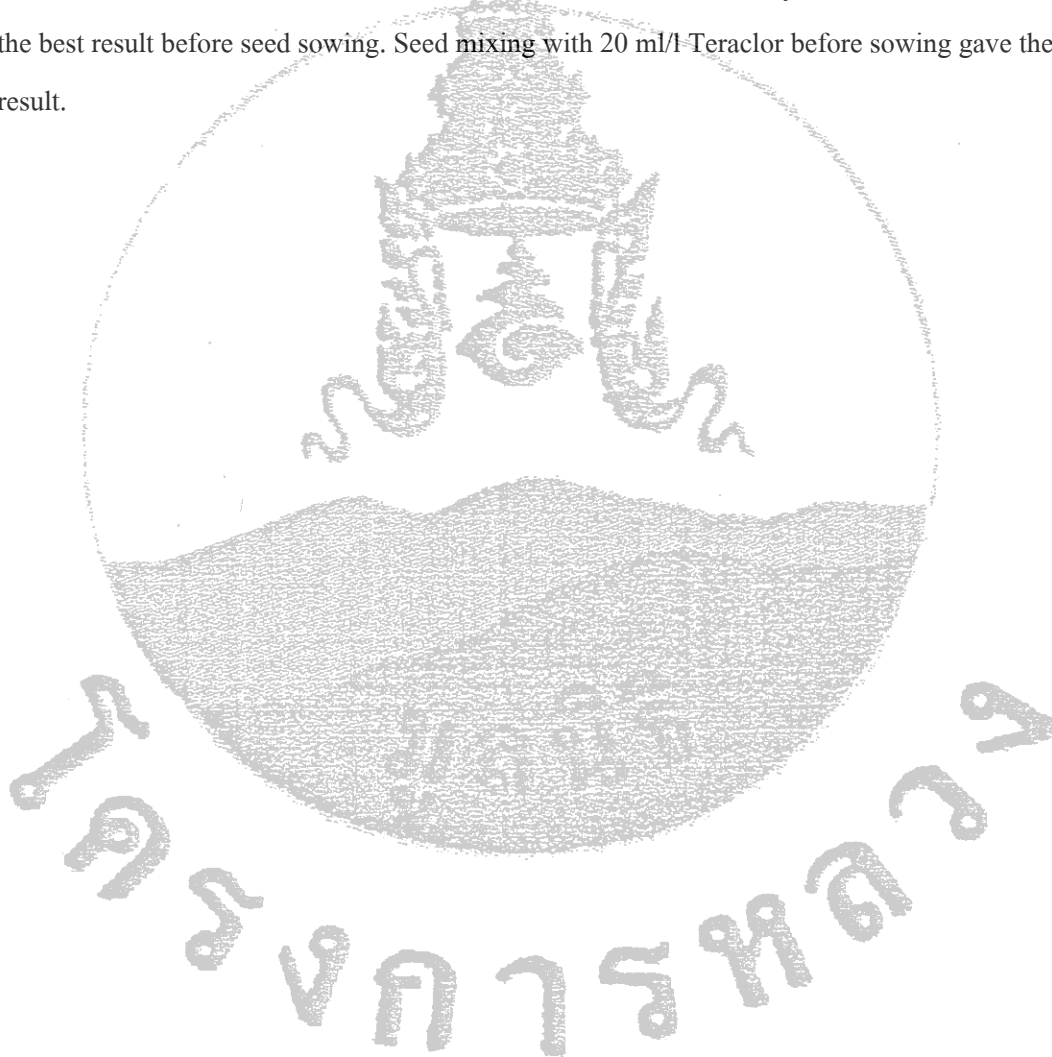 the best result before seed sowing. Seed mixing with 20 ml/l Teraclor before sowing gave the
result.
โครงการหลวง